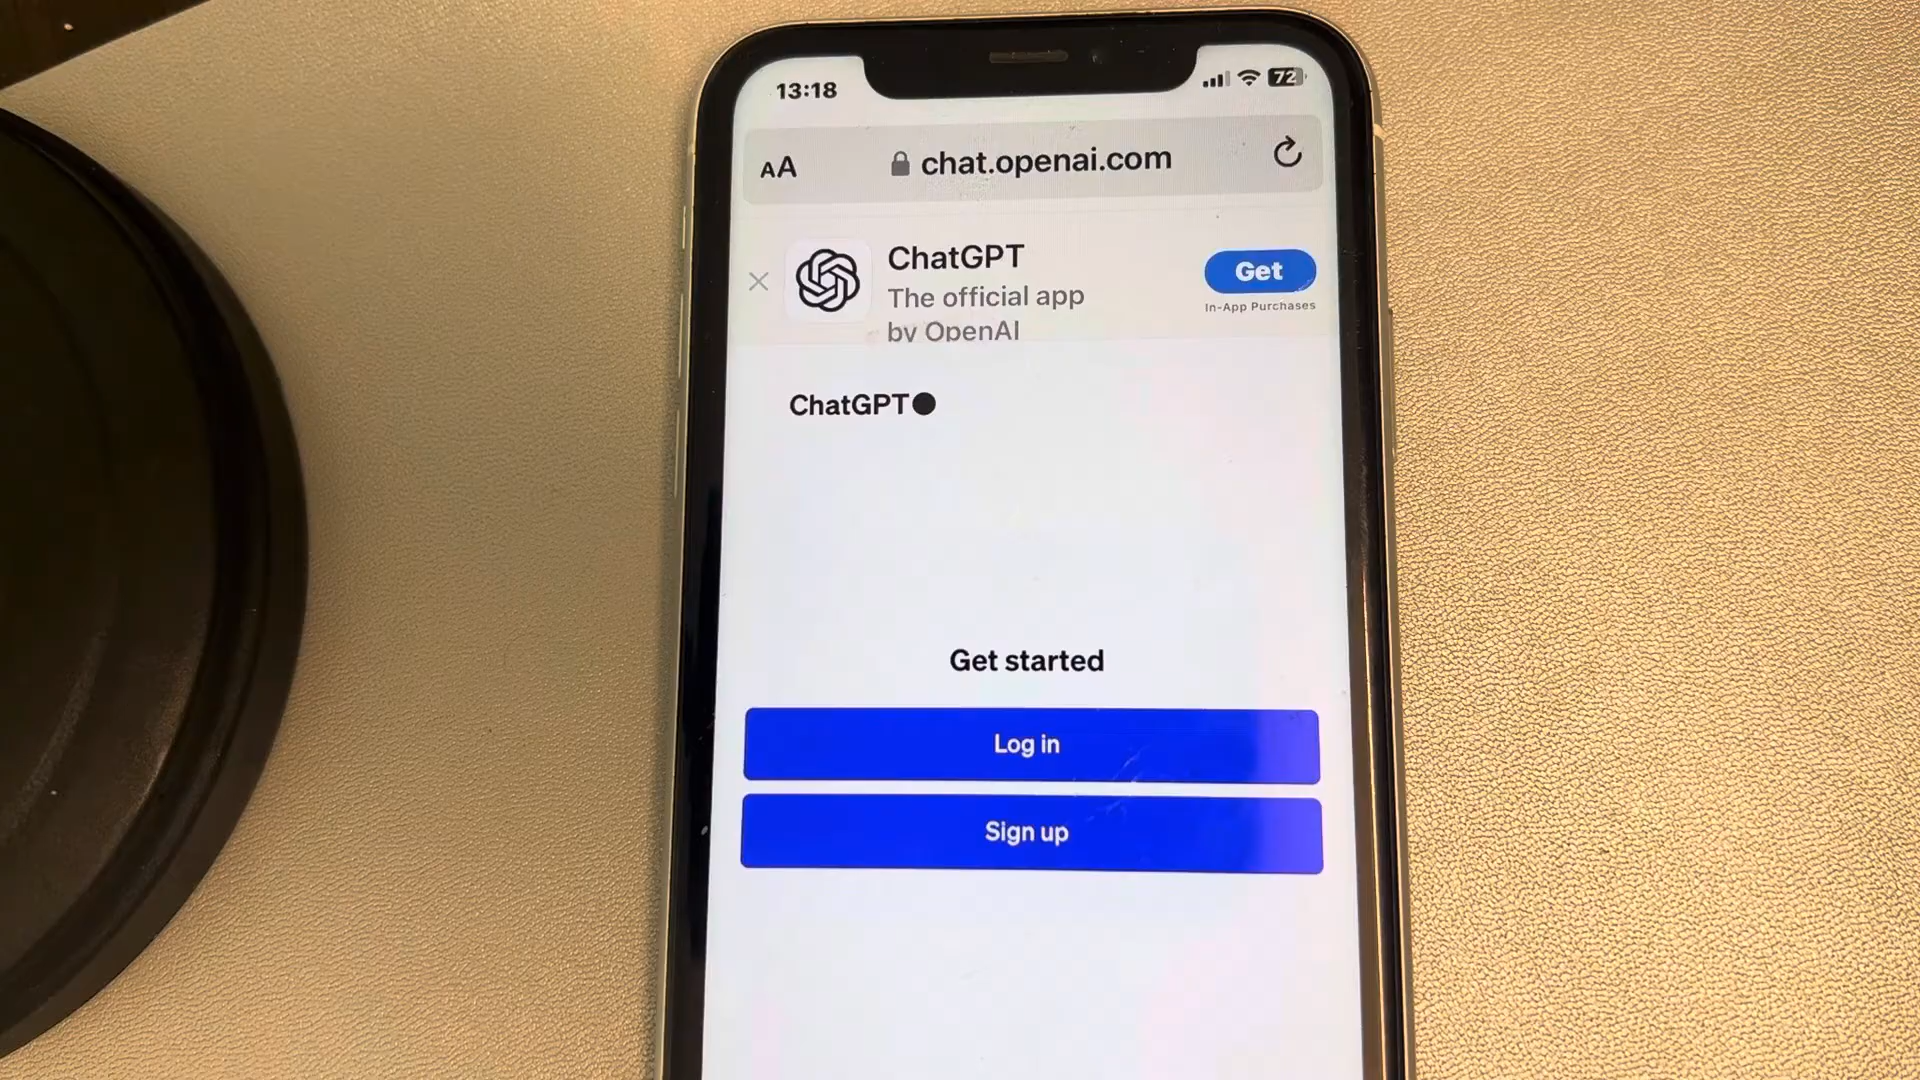 13:18
72
AA
chat.openai.com
ChatGPT
The official app
by OpenAI
Get
In-App Purchases
ChatGPT
Get started
Log in
Sign up